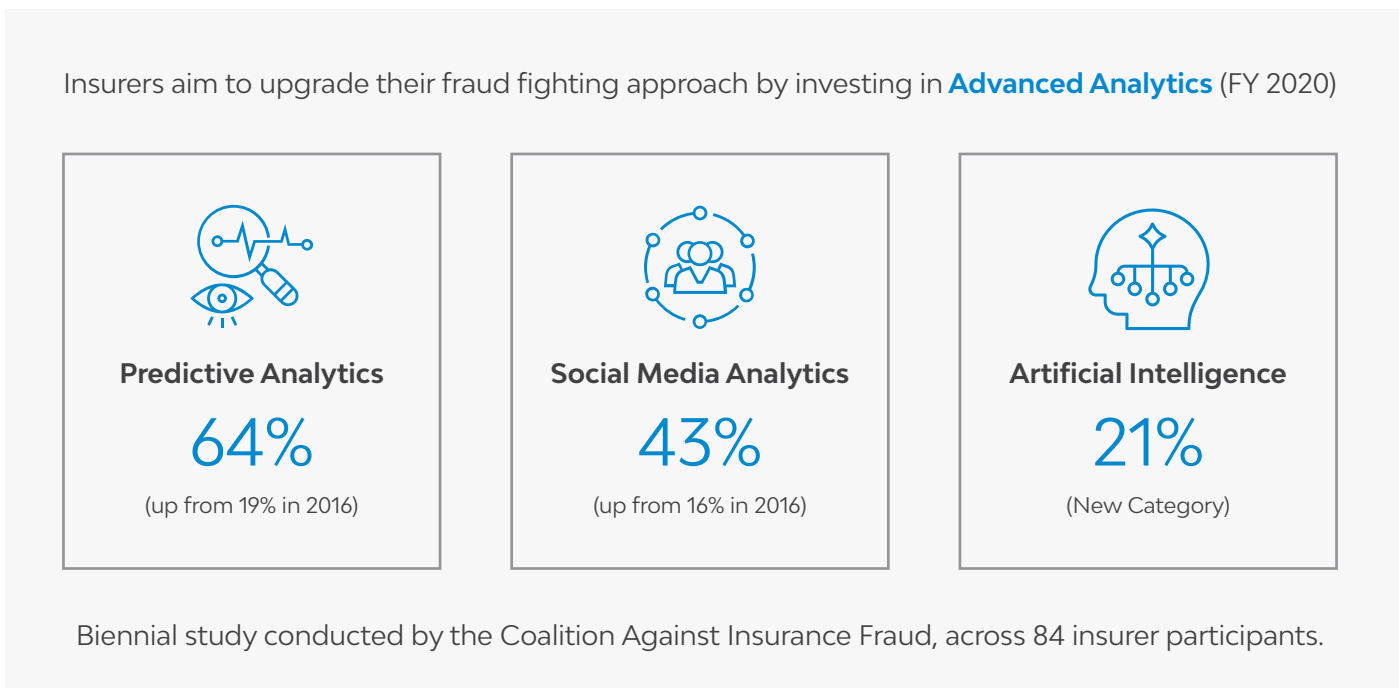 Insurers aim to upgrade their fraud fighting approach by investing in Advanced Analytics (FY 2020)
Predictive Analytics
64%
(up from 19% in 2016)
Social Media Analytics
43%
(up from 16% in 2016)
Artificial Intelligence
21%
(New Category)
Biennial study conducted by the Coalition Against Insurance Fraud, across 84 insurer participants.